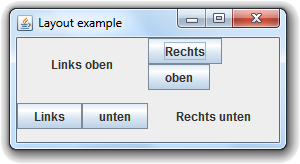 Layout example
Links oben
Rechts
oben
Links unten
Rechts unten